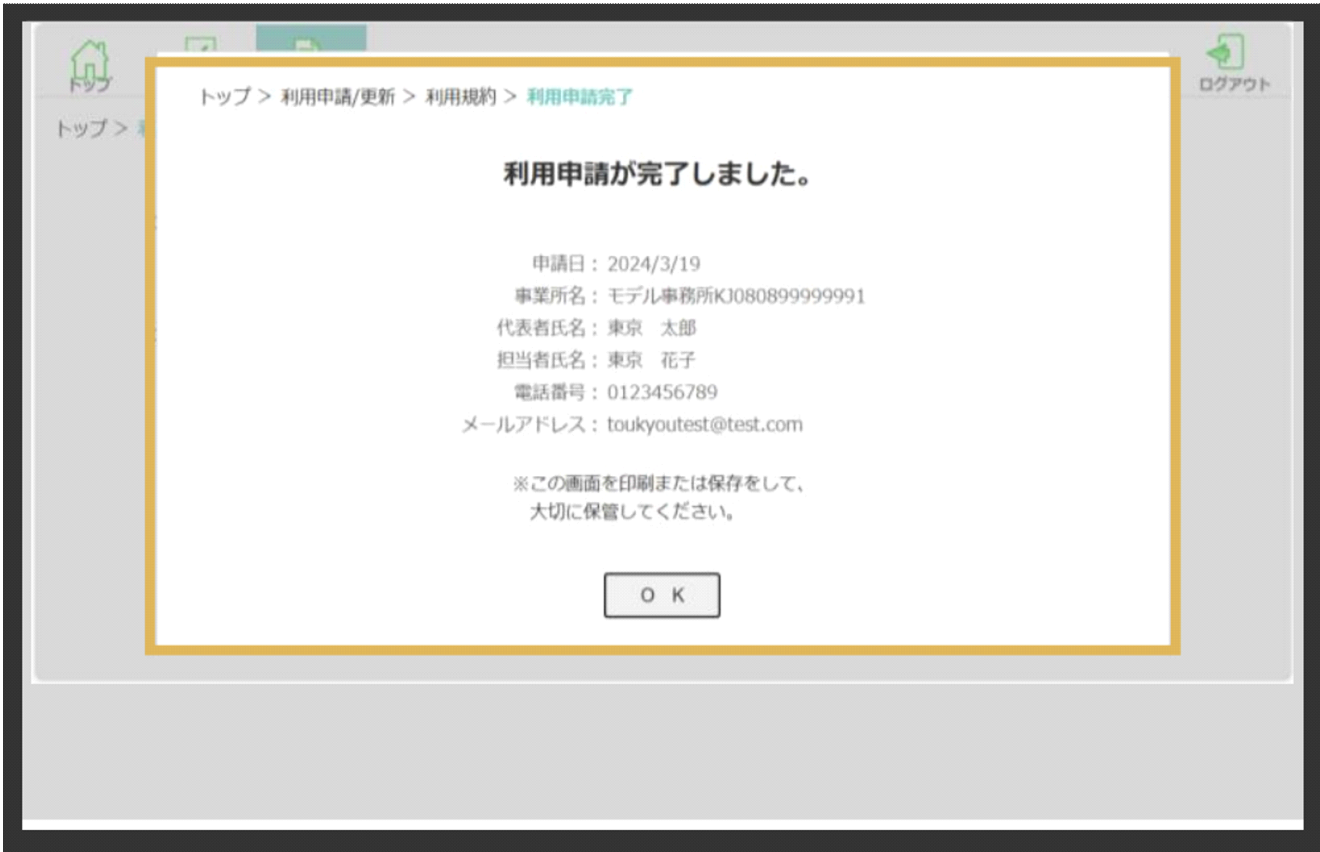 トップ
ログアウト
トップ >
トップ > 利用申請/更新 > 利用規約 > 利用申請完了
利用申請が完了しました。
申請日： 2024/3/19
事業所名： モデル事務所KJ080899999991
代表者氏名： 東京　太郎
担当者氏名： 東京　花子
電話番号： 0123456789
メールアドレス： toukyoutest@test.com
※この画面を印刷または保存をして、
大切に保管してください。
Ｏ Ｋ